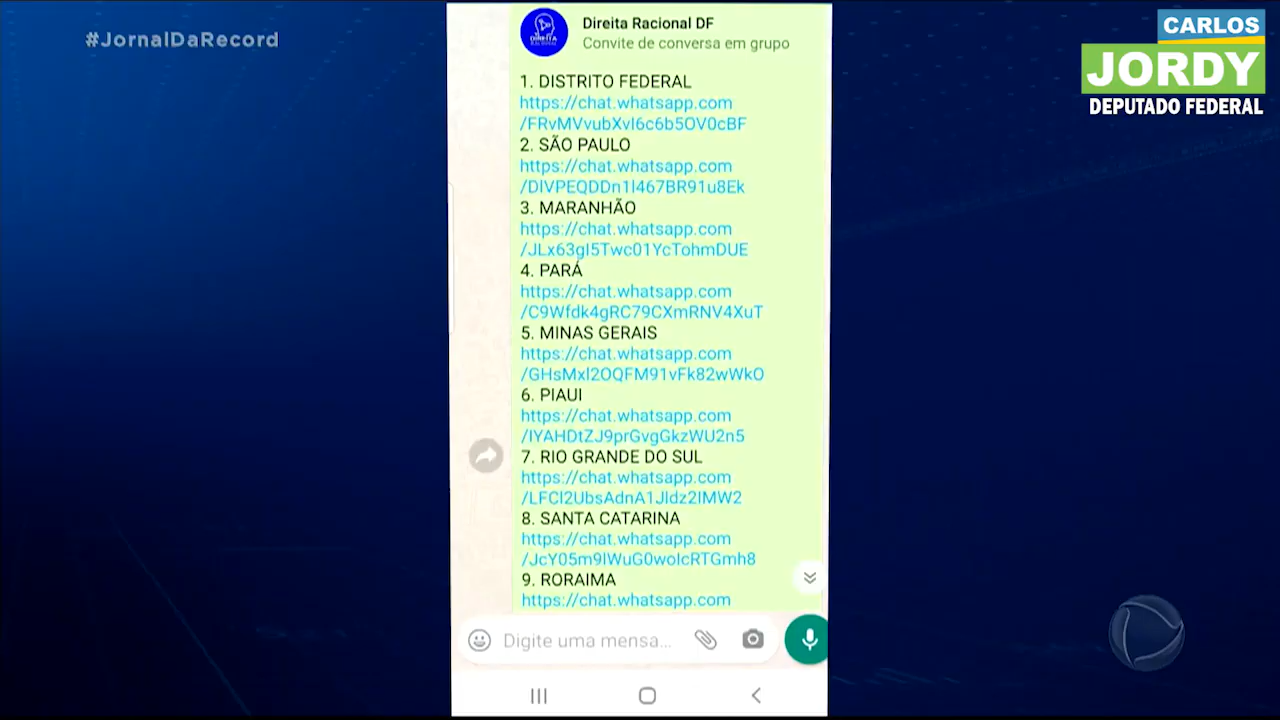 #JornalDaRecord
CARLOS
JORDY
DEPUTADO FEDERAL
Direita Racional DF
Convite de conversa em grupo
1. DISTRITO FEDERAL
https://chat.whatsapp.com
/FRvMVvubXvI6c6b5OV0cBF
2. SÃO PAULO
https://chat.whatsapp.com
/DlVPEQDDn1l467BR91u8Ek
3. MARANHÃO
https://chat.whatsapp.com
/JLx63gI5Twc01YcTohmDUE
4. PARÁ
https://chat.whatsapp.com
/C9Wfdk4gRC79CXmRNV4XuT
5. MINAS GERAIS
https://chat.whatsapp.com
/GHsMxl2OQFM91vFk82wWkO
6. PIAUI
https://chat.whatsapp.com
/IYAHDtZJ9prGvgGkzWU2n5
7. RIO GRANDE DO SUL
https://chat.whatsapp.com
/LFCl2UbsAdnA1Jldz2IMW2
8. SANTA CATARINA
https://chat.whatsapp.com
/JcY05m9lWuG0wolcRTGmh8
9. RORAIMA
https://chat.whatsapp.com
Digite uma mensa...